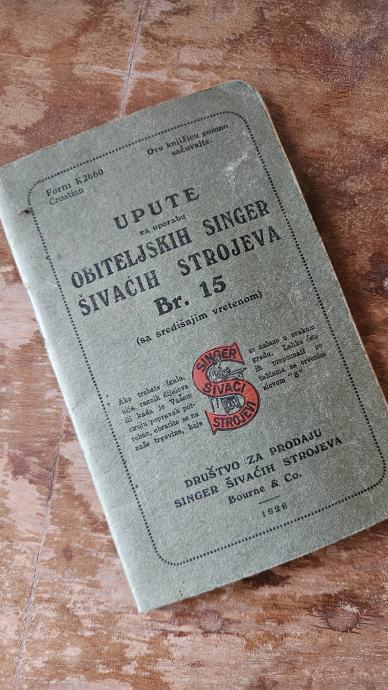 Form K2660
Croatian
Ovu knjižicu pomno
sačuvajte.
UPUTE
za uporabu
OBITELJSKIH SINGER
ŠIVAĆIH STROJEVA
Br. 15
(sa središnjim vretenom)
Ako trebate igala,
ulja, raznik dijelova
ili kada je Vašem
stroju popravak pot-
reban, obratite se na
naše trgovine, koje
SINGER
ŠIVAĆI
STROJEVI
se nalaze u svakom
gradu. Lahko ćete
ih prepoznati po
tablama sa crvenim
slovom "S"
DRUŠTVO ZA PRODAJU
SINGER ŠIVAĆIH STROJEVA
Bourne & Co.
1926